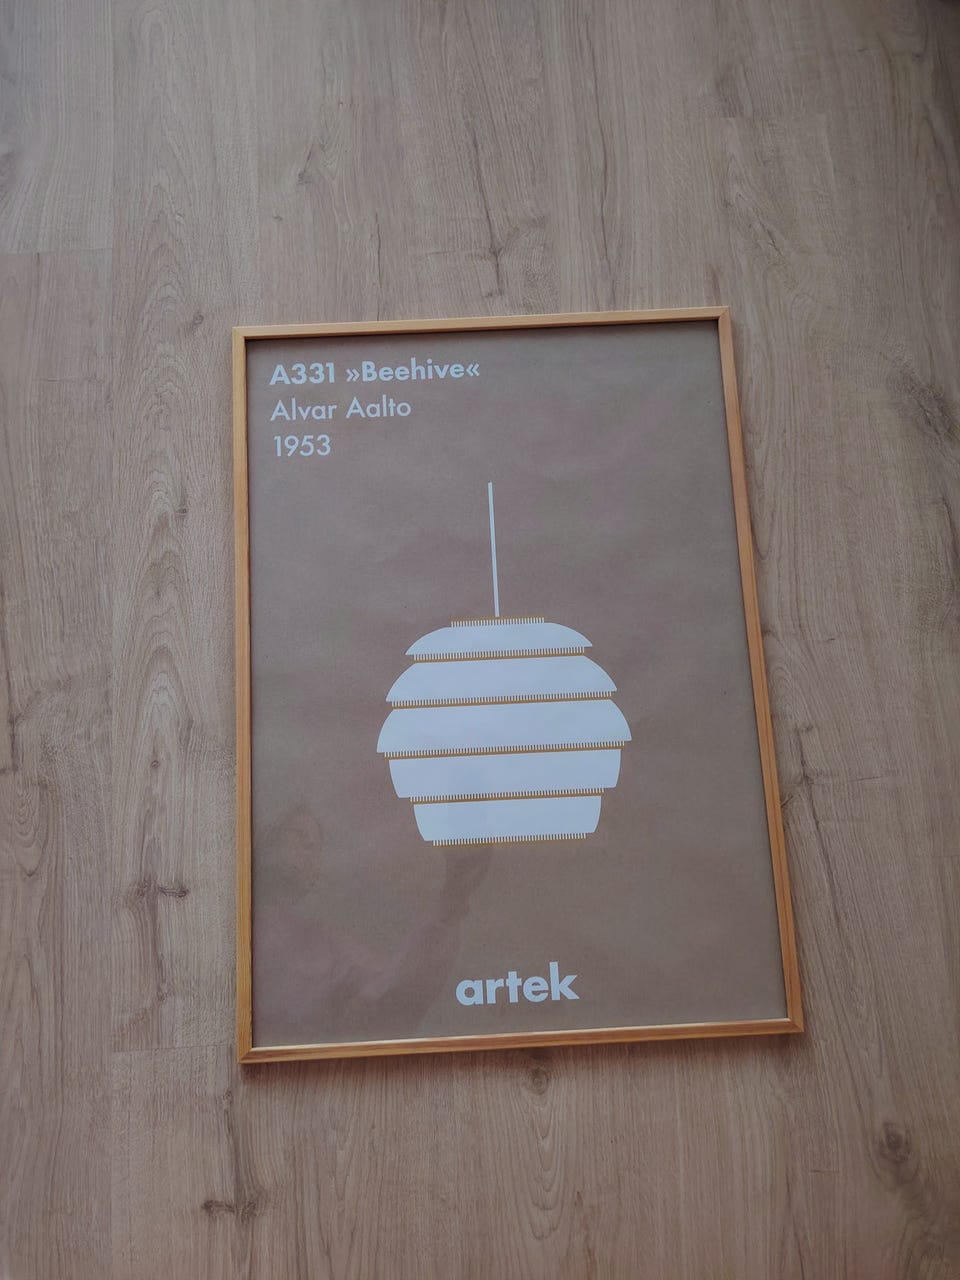 A331 »Beehive«
Alvar Aalto
1953
artek